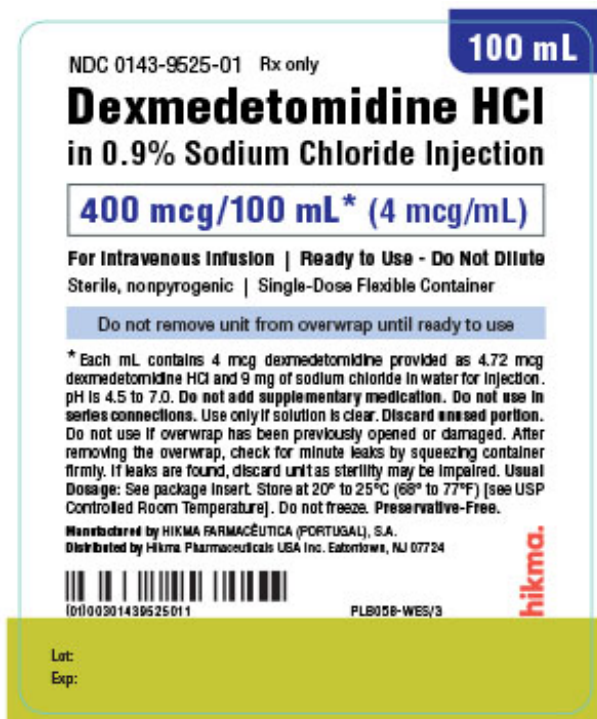 100 mL
NDC 0143-9525-01 Rx only
Dexmedetomidine HCl
in 0.9% Sodium Chloride Injection
400 mcg/100 mL* (4 mcg/mL)
For Intravenous Infusion | Ready to Use - Do Not Dilute
Sterile, nonpyrogenic | Single-Dose Flexible Container
Do not remove unit from overwrap until ready to use
* Each mL contains 4 mcg dexmedetomidine provided as 4.72 mcg
dexmedetomidine HCl and 9 mg of sodium chloride in water for injection.
pH is 4.5 to 7.0. Do not add supplementary medication. Do not use in
series connections. Use only if solution is clear. Discard unused portion.
Do not use if overwrap has been previously opened or damaged. After
removing the overwrap, check for minute leaks by squeezing container
firmly. If leaks are found, discard unit as sterility may be impaired. Usual
Dosage: See package insert. Store at 20º to 25ºC (68º to 77ºF) [see USP
Controlled Room Temperature]. Do not freeze. Preservative-Free.
Manufactured by HIKMA FARMACÊUTICA (PORTUGAL), S.A.
Distributed by Hikma Pharmaceuticals USA Inc. Eatontown, NJ 07724
hikma.
(01)00301439525011 PLB058-WES/3
Lot:
Exp: